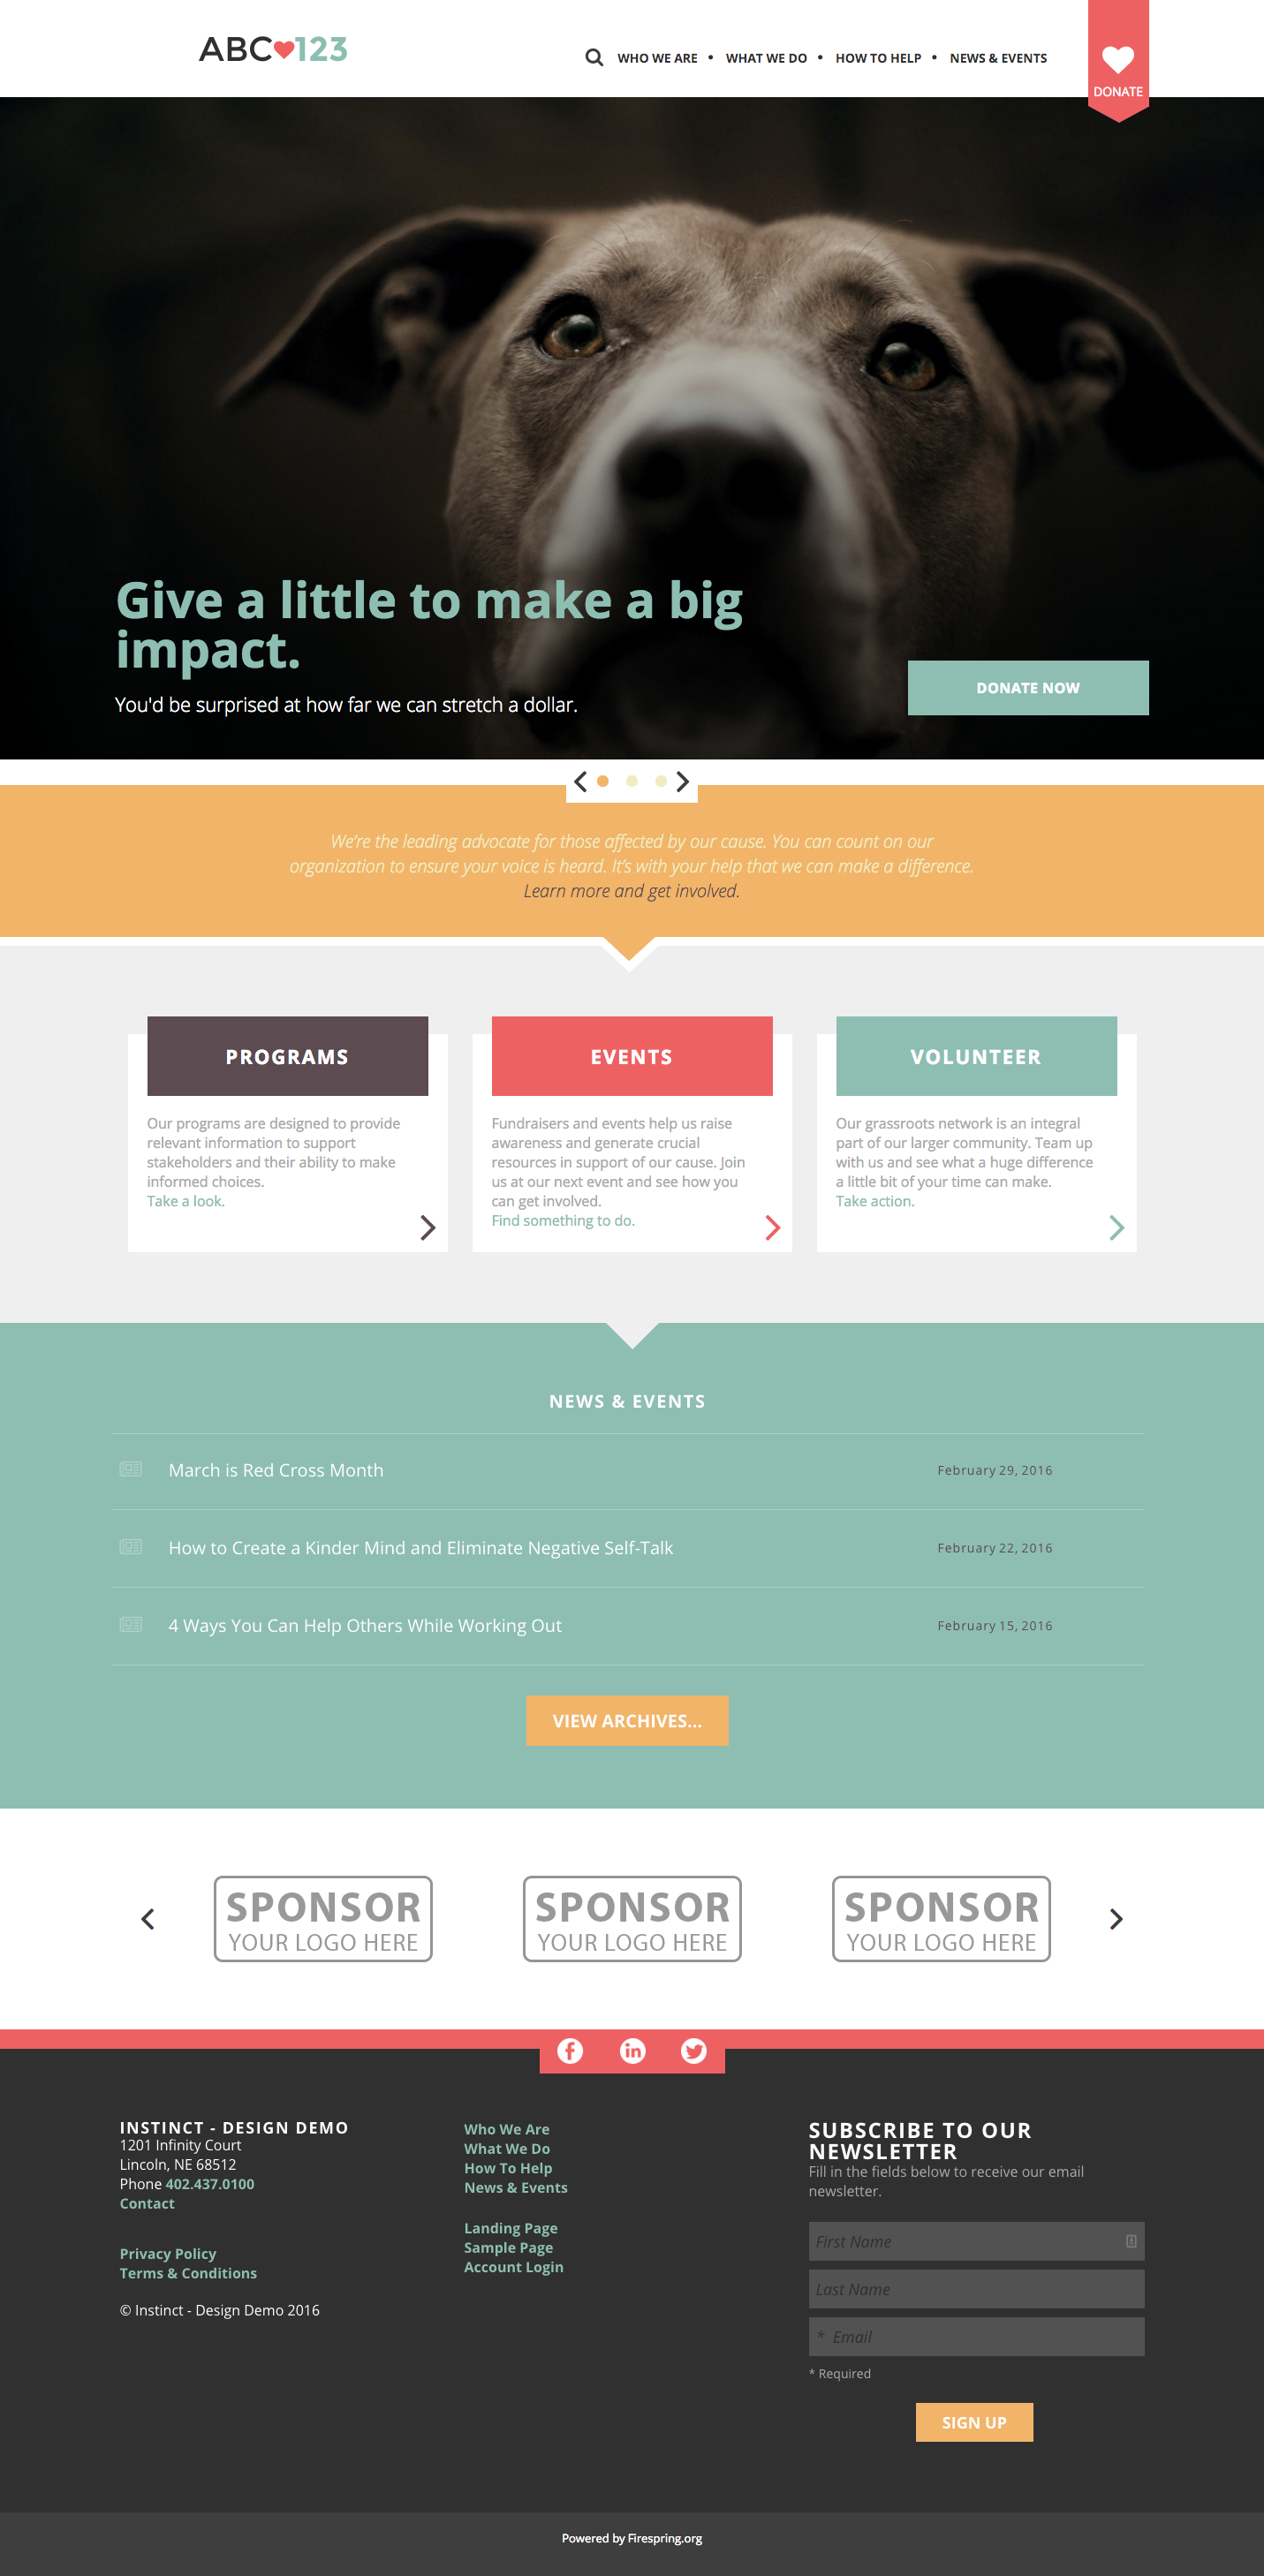 ABC 123
WHO WE ARE • WHAT WE DO • HOW TO HELP • NEWS & EVENTS
DONATE
Give a little to make a big
impact.
You'd be surprised at how far we can stretch a dollar.
DONATE NOW
We're the leading advocate for those affected by our cause. You can count on our
organization to ensure your voice is heard. It's with your help that we can make a difference.
Learn more and get involved.
PROGRAMS
Our programs are designed to provide
relevant information to support
stakeholders and their ability to make
informed choices.
Take a look.
EVENTS
Fundraisers and events help us raise
awareness and generate crucial
resources in support of our cause. Join
us at our next event and see how you
can get involved.
Find something to do.
VOLUNTEER
Our grassroots network is an integral
part of our larger community. Team up
with us and see what a huge difference
a little bit of your time can make.
Take action.
NEWS & EVENTS
March is Red Cross Month
February 29, 2016
How to Create a Kinder Mind and Eliminate Negative Self-Talk
February 22, 2016
4 Ways You Can Help Others While Working Out
February 15, 2016
VIEW ARCHIVES...
SPONSOR
YOUR LOGO HERE
SPONSOR
YOUR LOGO HERE
SPONSOR
YOUR LOGO HERE
INSTINCT - DESIGN DEMO
1201 Infinity Court
Lincoln, NE 68512
Phone 402.437.0100
Contact
Privacy Policy
Terms & Conditions
© Instinct - Design Demo 2016
Who We Are
What We Do
How To Help
News & Events
Landing Page
Sample Page
Account Login
SUBSCRIBE TO OUR
NEWSLETTER
Fill in the fields below to receive our email
newsletter.
First Name
Last Name
* Email
* Required
SIGN UP
Powered by Firespring.org